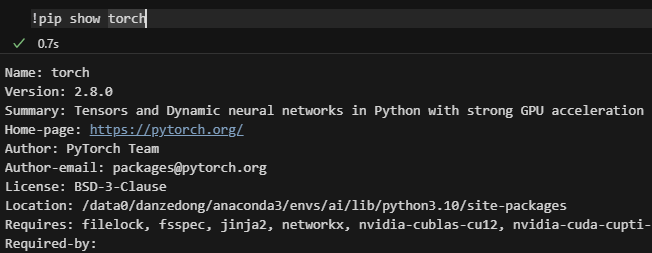 !pip show torch
0.7s
Name: torch
Version: 2.8.0
Summary: Tensors and Dynamic neural networks in Python with strong GPU acceleration
Home-page: https://pytorch.org/
Author: PyTorch Team
Author-email: packages@pytorch.org
License: BSD-3-Clause
Location: /data0/danzedong/anaconda3/envs/ai/lib/python3.10/site-packages
Requires: filelock, fsspec, jinja2, networkx, nvidia-cublas-cu12, nvidia-cuda-cupti-
Required-by: